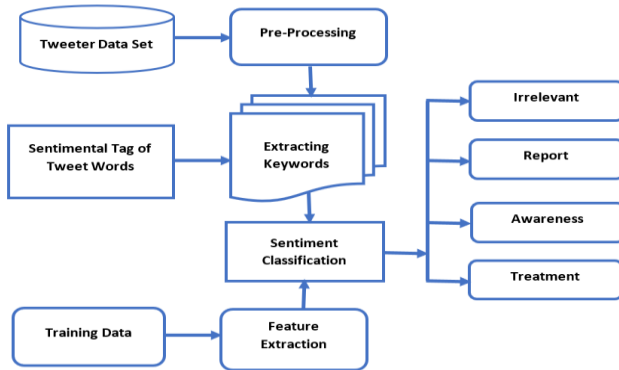 Tweeter Data Set
Pre-Processing
Irrelevant
Sentimental Tag of
Tweet Words
Extracting
Keywords
Report
Sentiment
Classification
Awareness
Treatment
Training Data
Feature
Extraction